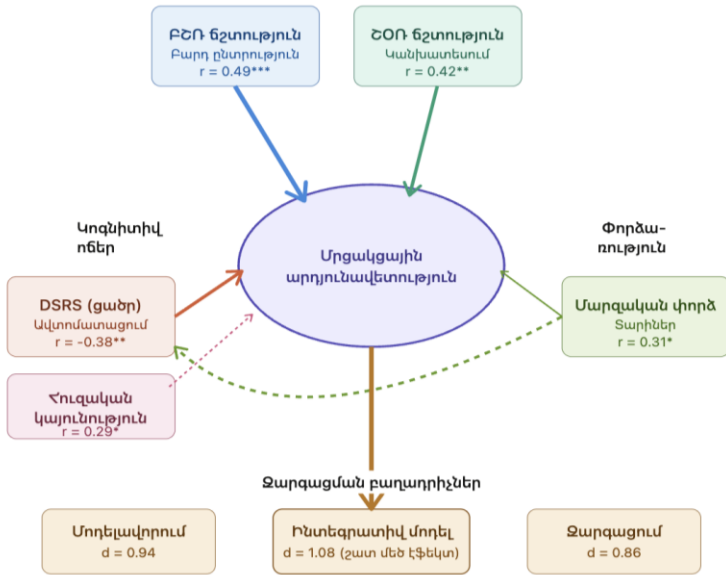 ԲՇՌ ճշտություն
Բարդ ընտրություն
r = 0.49***
ՇՕՌ ճշտություն
Կանխատեսում
r = 0.42**
Կոգնիտիվ
ոճեր
Մրցակցային
արդյունավետություն
Փորձա-
ռություն
DSRS (ցածր)
Ավտոմատացում
r = -0.38**
Մարզական փորձ
Տարիներ
r = 0.31*
Հուզական
կայունություն
r = 0.29*
Զարգացման բաղադրիչներ
Մոդելավորում
d = 0.94
Ինտեգրատիվ մոդել
d = 1.08 (շատ մեծ էֆեկտ)
Զարգացում
d = 0.86